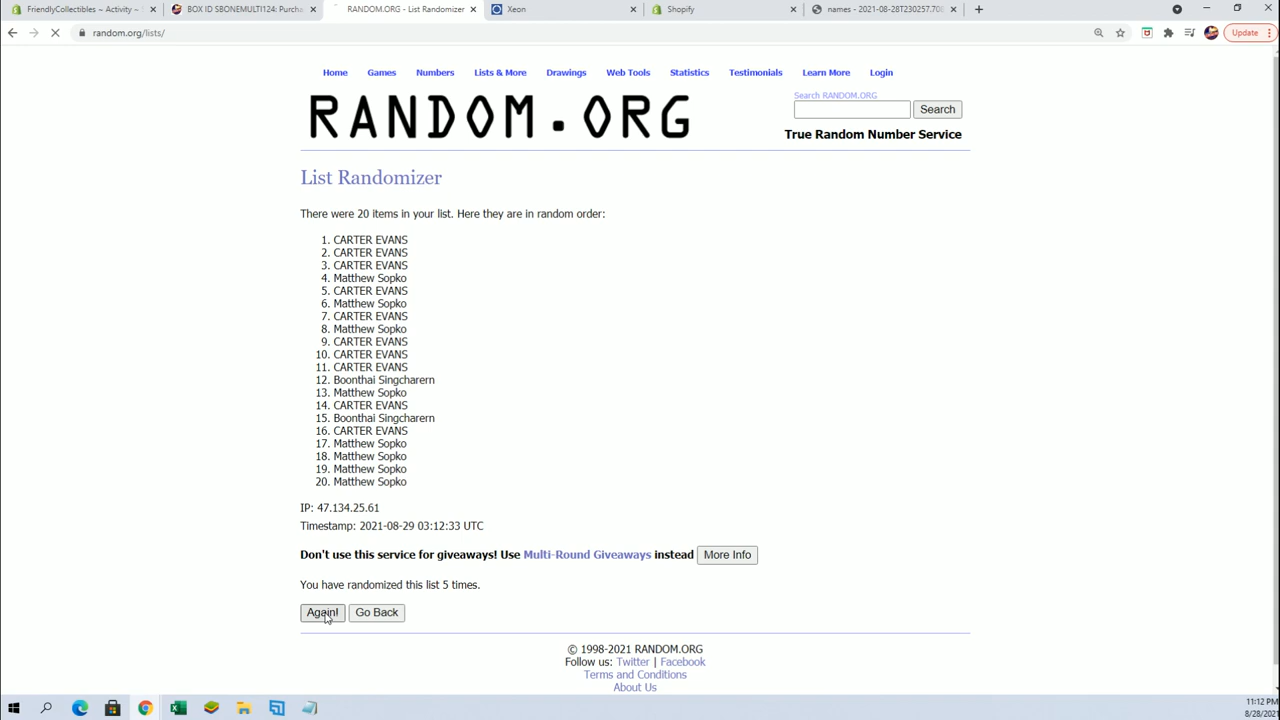 FriendlyCollectibles ~ Activity ~ S
BOX ID SBONEMULTI124: Purcha
RANDOM.ORG - List Randomizer
Xeon
Shopify
names - 2021-08-28T230257.708
random.org/lists/
Update
Home Games Numbers Lists & More Drawings Web Tools Statistics Testimonials Learn More Login
RANDOM.ORG
Search RANDOM.ORG
Search
True Random Number Service
List Randomizer
There were 20 items in your list. Here they are in random order:
1. CARTER EVANS
2. CARTER EVANS
3. CARTER EVANS
4. Matthew Sopko
5. CARTER EVANS
6. Matthew Sopko
7. CARTER EVANS
8. Matthew Sopko
9. CARTER EVANS
10. CARTER EVANS
11. CARTER EVANS
12. Boonthai Singcharern
13. Matthew Sopko
14. CARTER EVANS
15. Boonthai Singcharern
16. CARTER EVANS
17. Matthew Sopko
18. Matthew Sopko
19. Matthew Sopko
20. Matthew Sopko
IP: 47.134.25.61
Timestamp: 2021-08-29 03:12:33 UTC
Don't use this service for giveaways! Use Multi-Round Giveaways instead More Info
You have randomized this list 5 times.
Again! Go Back
© 1998-2021 RANDOM.ORG
Follow us: Twitter | Facebook
Terms and Conditions
About Us
11:12 PM
8/28/2021